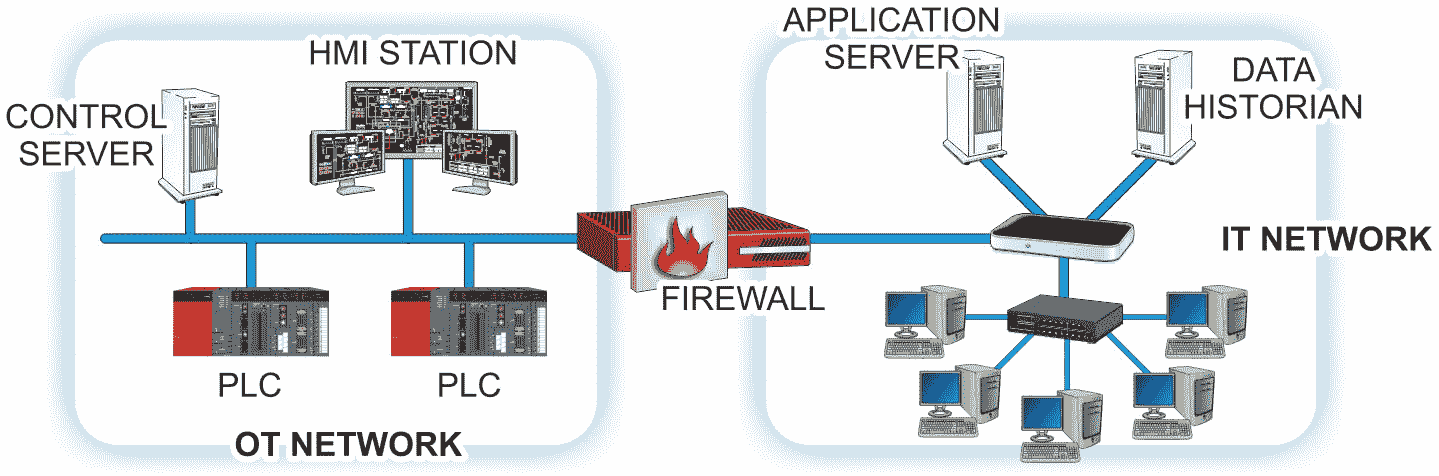 HMI STATION
CONTROL
SERVER
PLC
PLC
OT NETWORK
FIREWALL
APPLICATION
SERVER
DATA
HISTORIAN
IT NETWORK